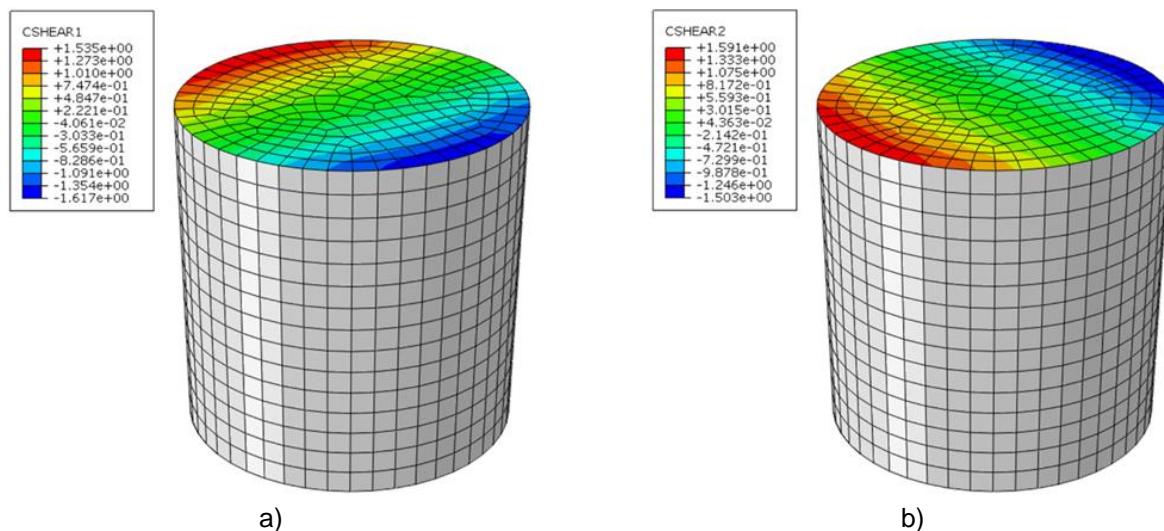 CSHEAR1
+1.535e+00
+1.273e+00
+1.010e+00
+7.474e-01
+4.847e-01
+2.221e-01
-4.061e-02
-3.033e-01
-5.659e-01
-8.286e-01
-1.091e+00
-1.354e+00
-1.617e+00
CSHEAR2
+1.591e+00
+1.333e+00
+1.075e+00
+8.172e-01
+5.593e-01
+3.015e-01
+4.363e-02
-2.142e-01
-4.721e-01
-7.299e-01
-9.878e-01
-1.246e+00
-1.503e+00
a)
b)